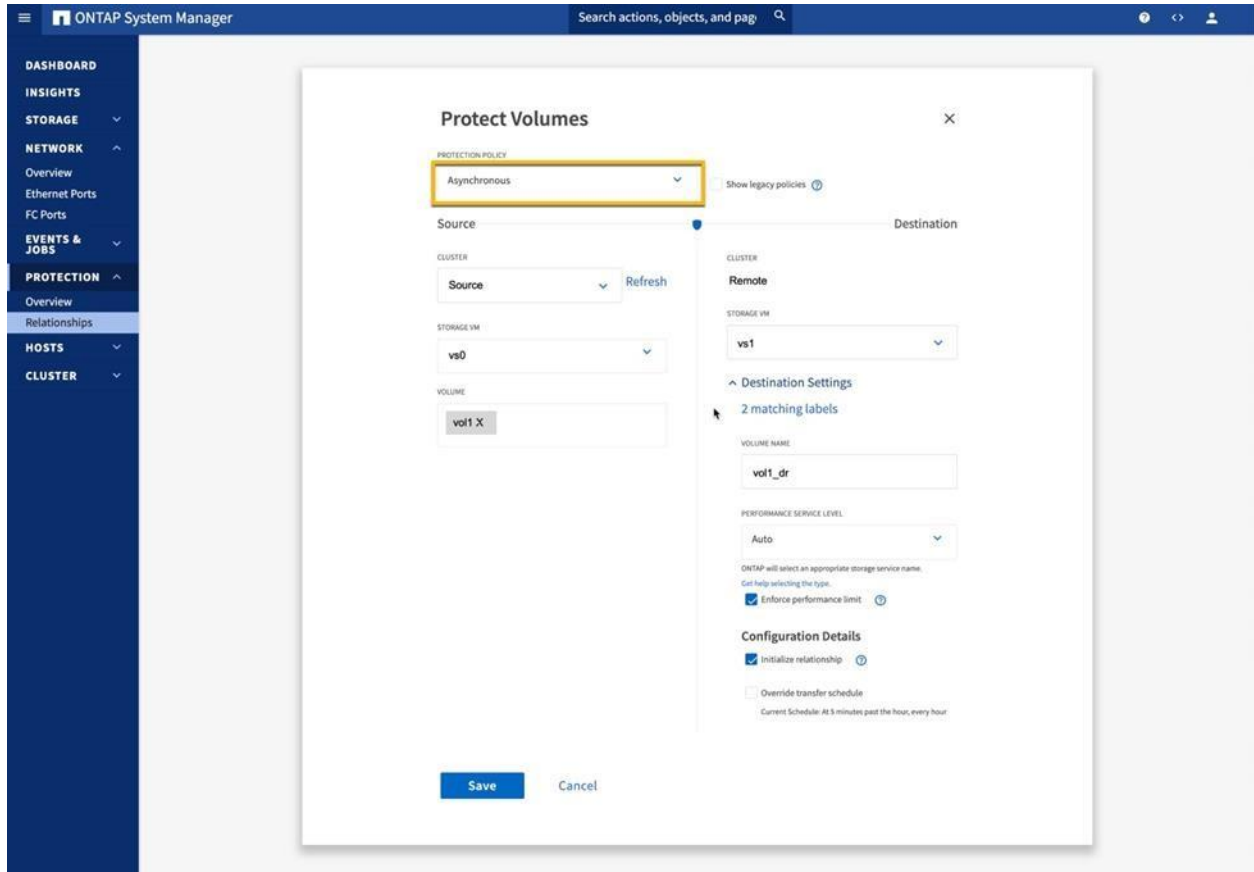 ONTAP System Manager
Search actions, objects, and pag
DASHBOARD
INSIGHTS
STORAGE
NETWORK
Overview
Ethernet Ports
FC Ports
EVENTS &
JOBS
PROTECTION
Overview
Relationships
HOSTS
CLUSTER
Protect Volumes
PROTECTION POLICY
Asynchronous
Show legacy policies
Source
Destination
CLUSTER
Source
Refresh
STORAGE VM
vs0
VOLUME
vol1 X
CLUSTER
Remote
STORAGE VM
vs1
Destination Settings
2 matching labels
VOLUME NAME
vol1_dr
PERFORMANCE SERVICE LEVEL
Auto
ONTAP will select an appropriate storage service name.
Get help selecting the type.
Enforce performance limit
Configuration Details
Initialize relationship
Override transfer schedule
Current Schedule: At 5 minutes past the hour, every hour
Save
Cancel